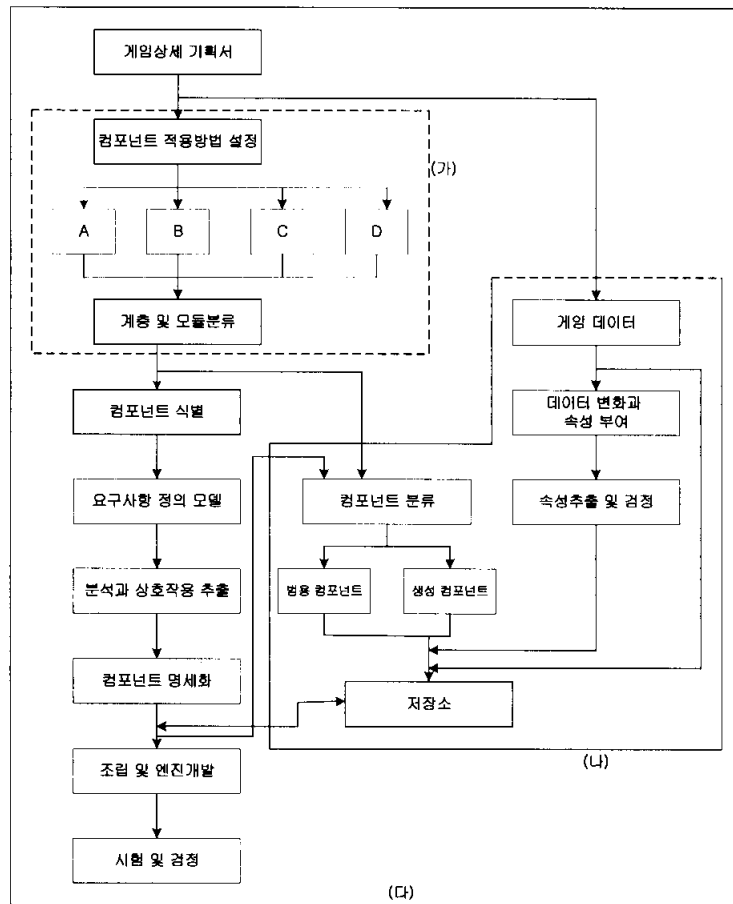 게임상세 기획서
컴포넌트 적용방법 설정
(가)
A
B
C
D
계층 및 모듈분류
게양 데이터
컴포넌트 식별
데이터 변화과
속성 부여
요구사항 정의 모델
컴포넌트 분류
속성추출 및 검정
분석과 상호작용 추출
범용 컴포넌트
생성 컴포넌트
컴포넌트 명세화
저장소
조립 및 엔진개발
(나)
시험 및 검정
(다)